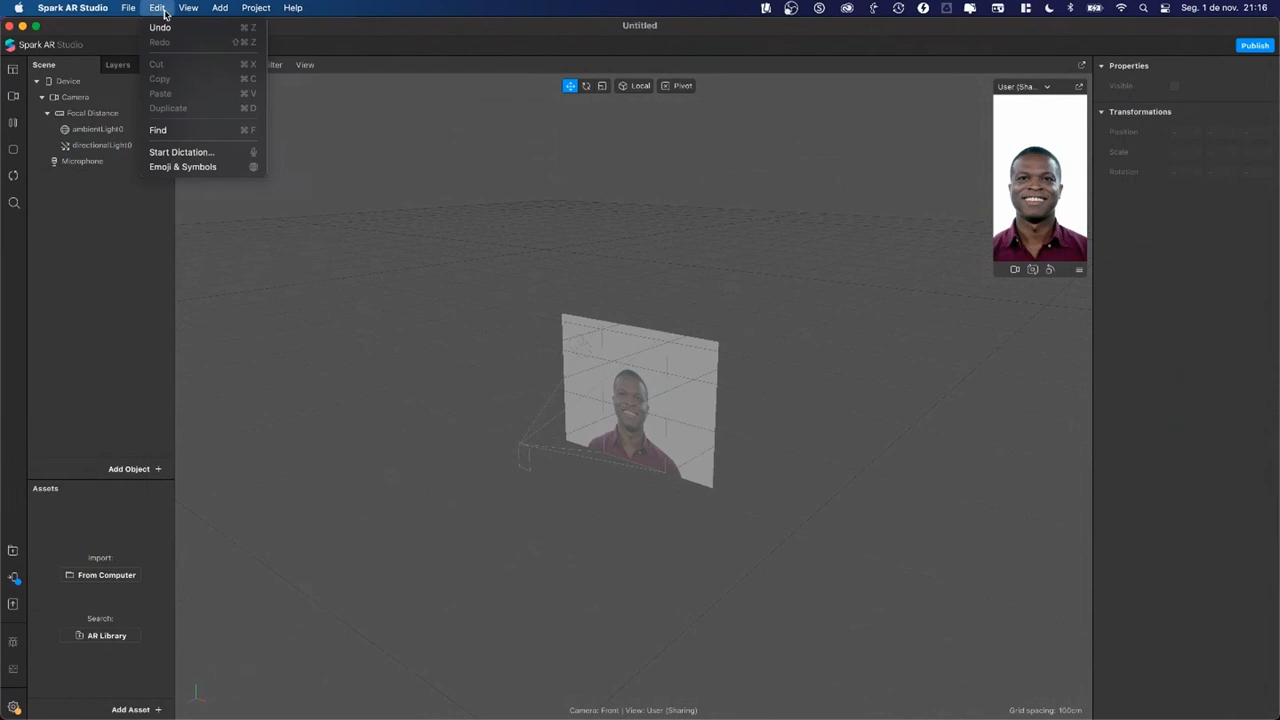 Spark AR Studio File Edit View Add Project Help
Seg. 1 de nov. 21:16
Untitled
Spark AR Studio
Publish
Undo ⌘ Z
Redo ⇧ ⌘ Z
Cut ⌘ X
Copy ⌘ C
Paste ⌘ V
Duplicate ⌘ D
Find ⌘ F
Start Dictation...
Emoji & Symbols
Scene Layers
View
Device
Camera
Focal Distance
ambientLight0
directionalLight0
Microphone
Add Object +
Assets
Import:
From Computer
Search:
AR Library
Add Asset +
Local
Pivot
User (Sha...
Camera: Front | View: User (Sharing)
Grid spacing: 100cm
Properties
Visible
Transformations
Position
Scale
Rotation